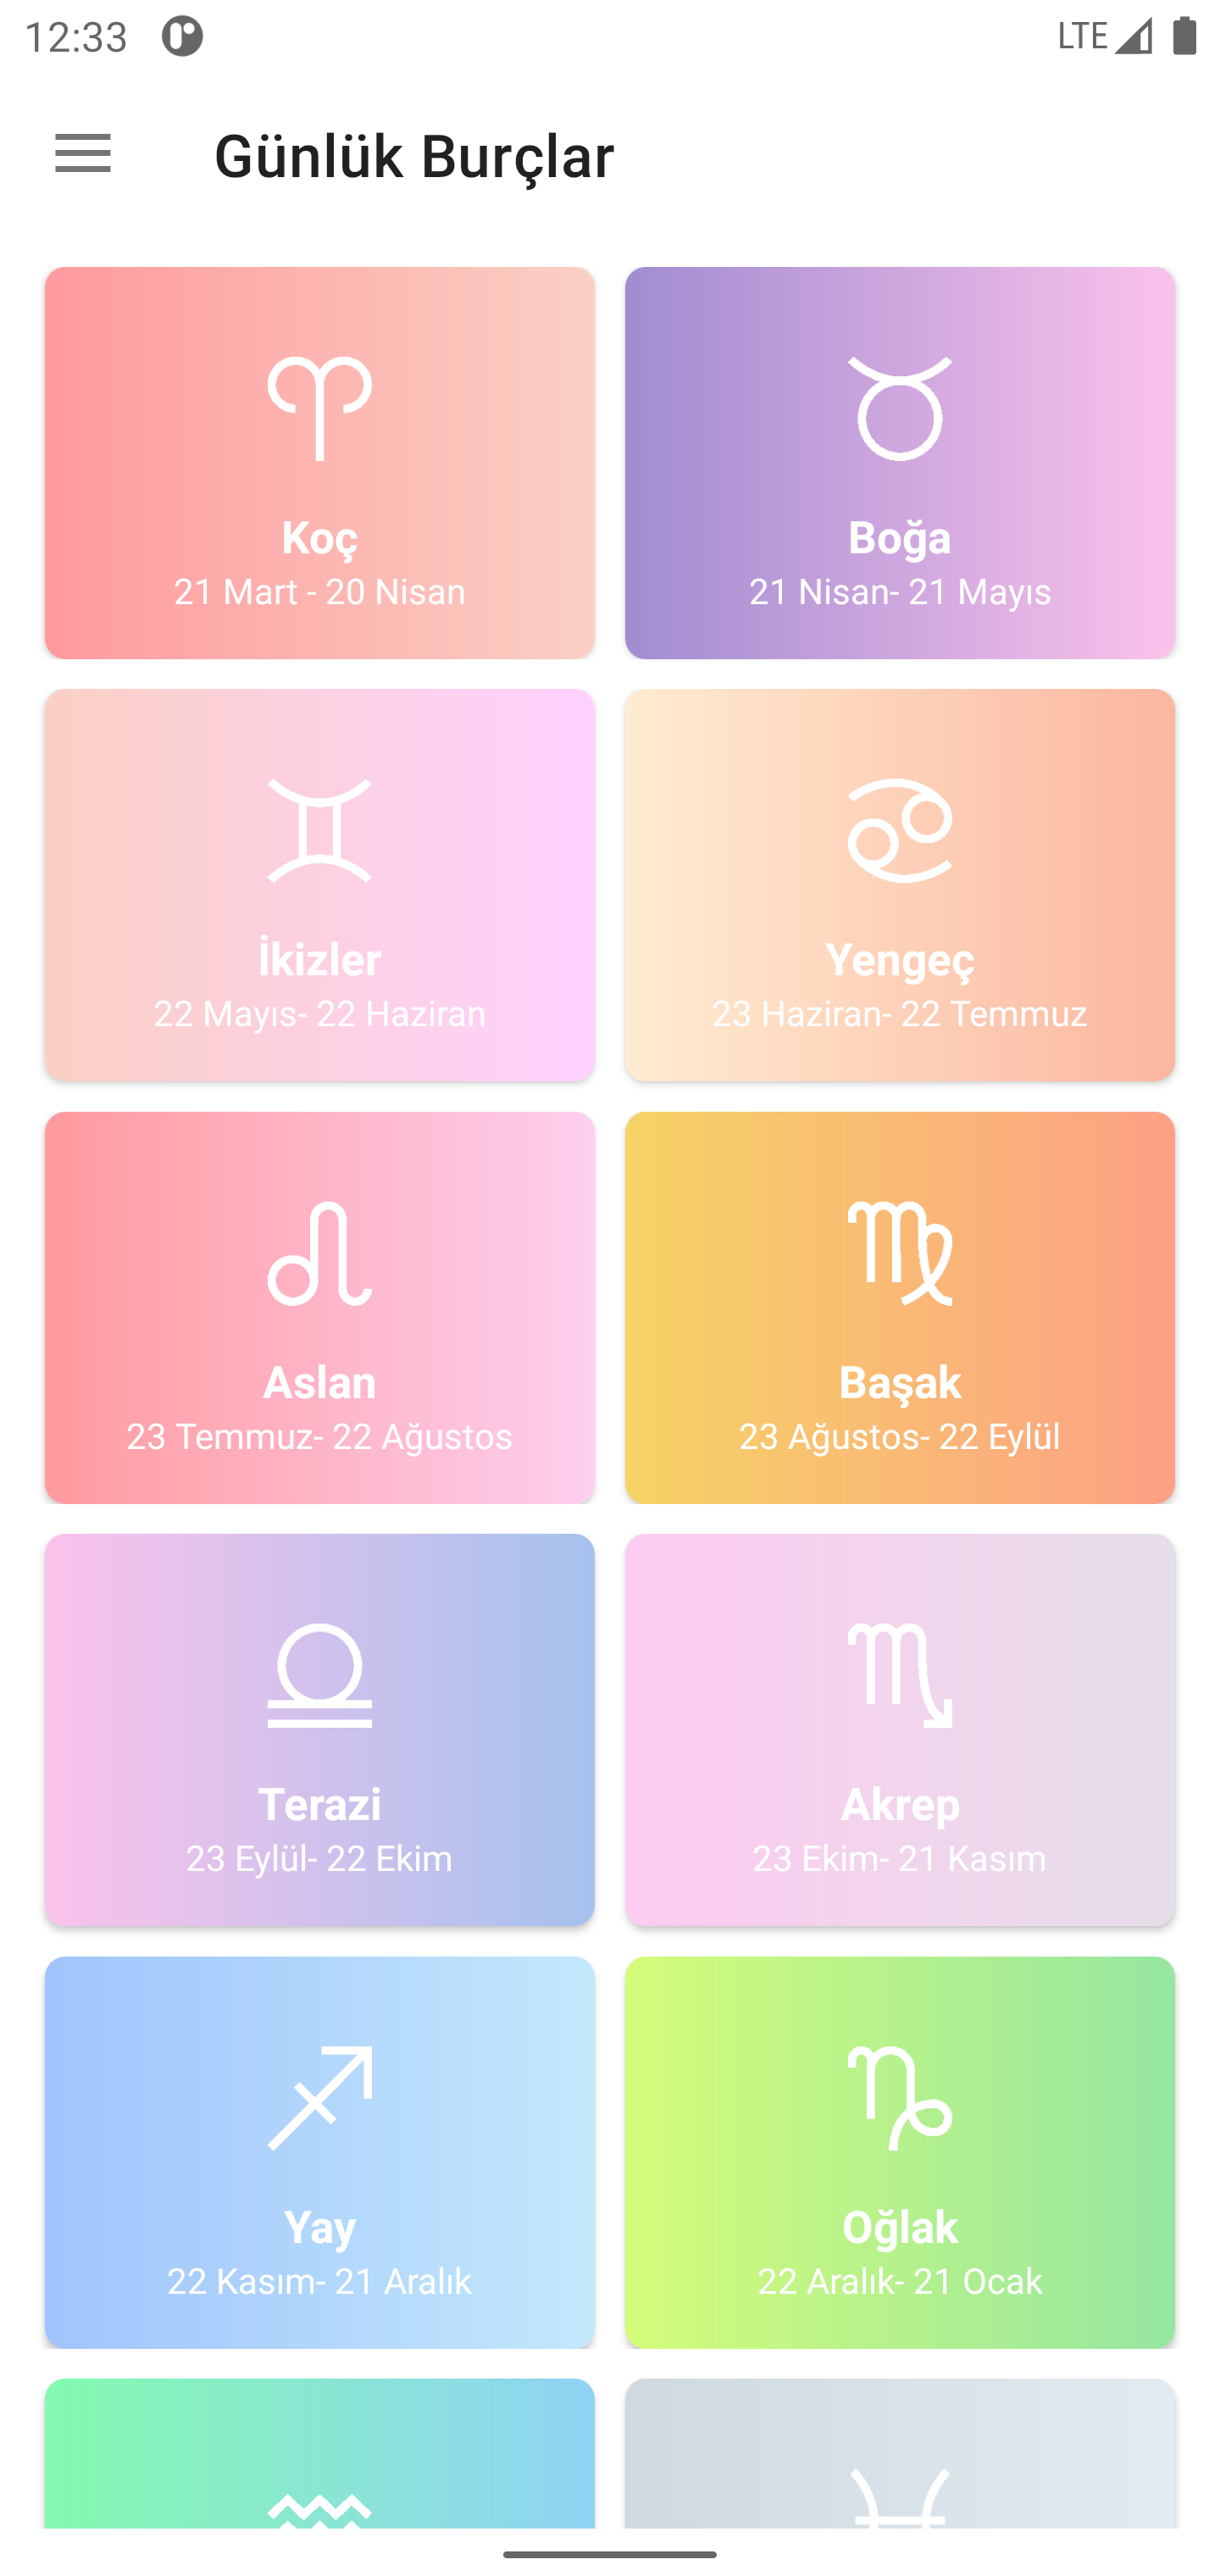 12:33
LTE
Günlük Burçlar
Koç
21 Mart - 20 Nisan
Boğa
21 Nisan- 21 Mayıs
İkizler
22 Mayıs- 22 Haziran
Yengeç
23 Haziran- 22 Temmuz
Aslan
23 Temmuz- 22 Ağustos
Başak
23 Ağustos- 22 Eylül
Terazi
23 Eylül- 22 Ekim
Akrep
23 Ekim- 21 Kasım
Yay
22 Kasım- 21 Aralık
Oğlak
22 Aralık- 21 Ocak